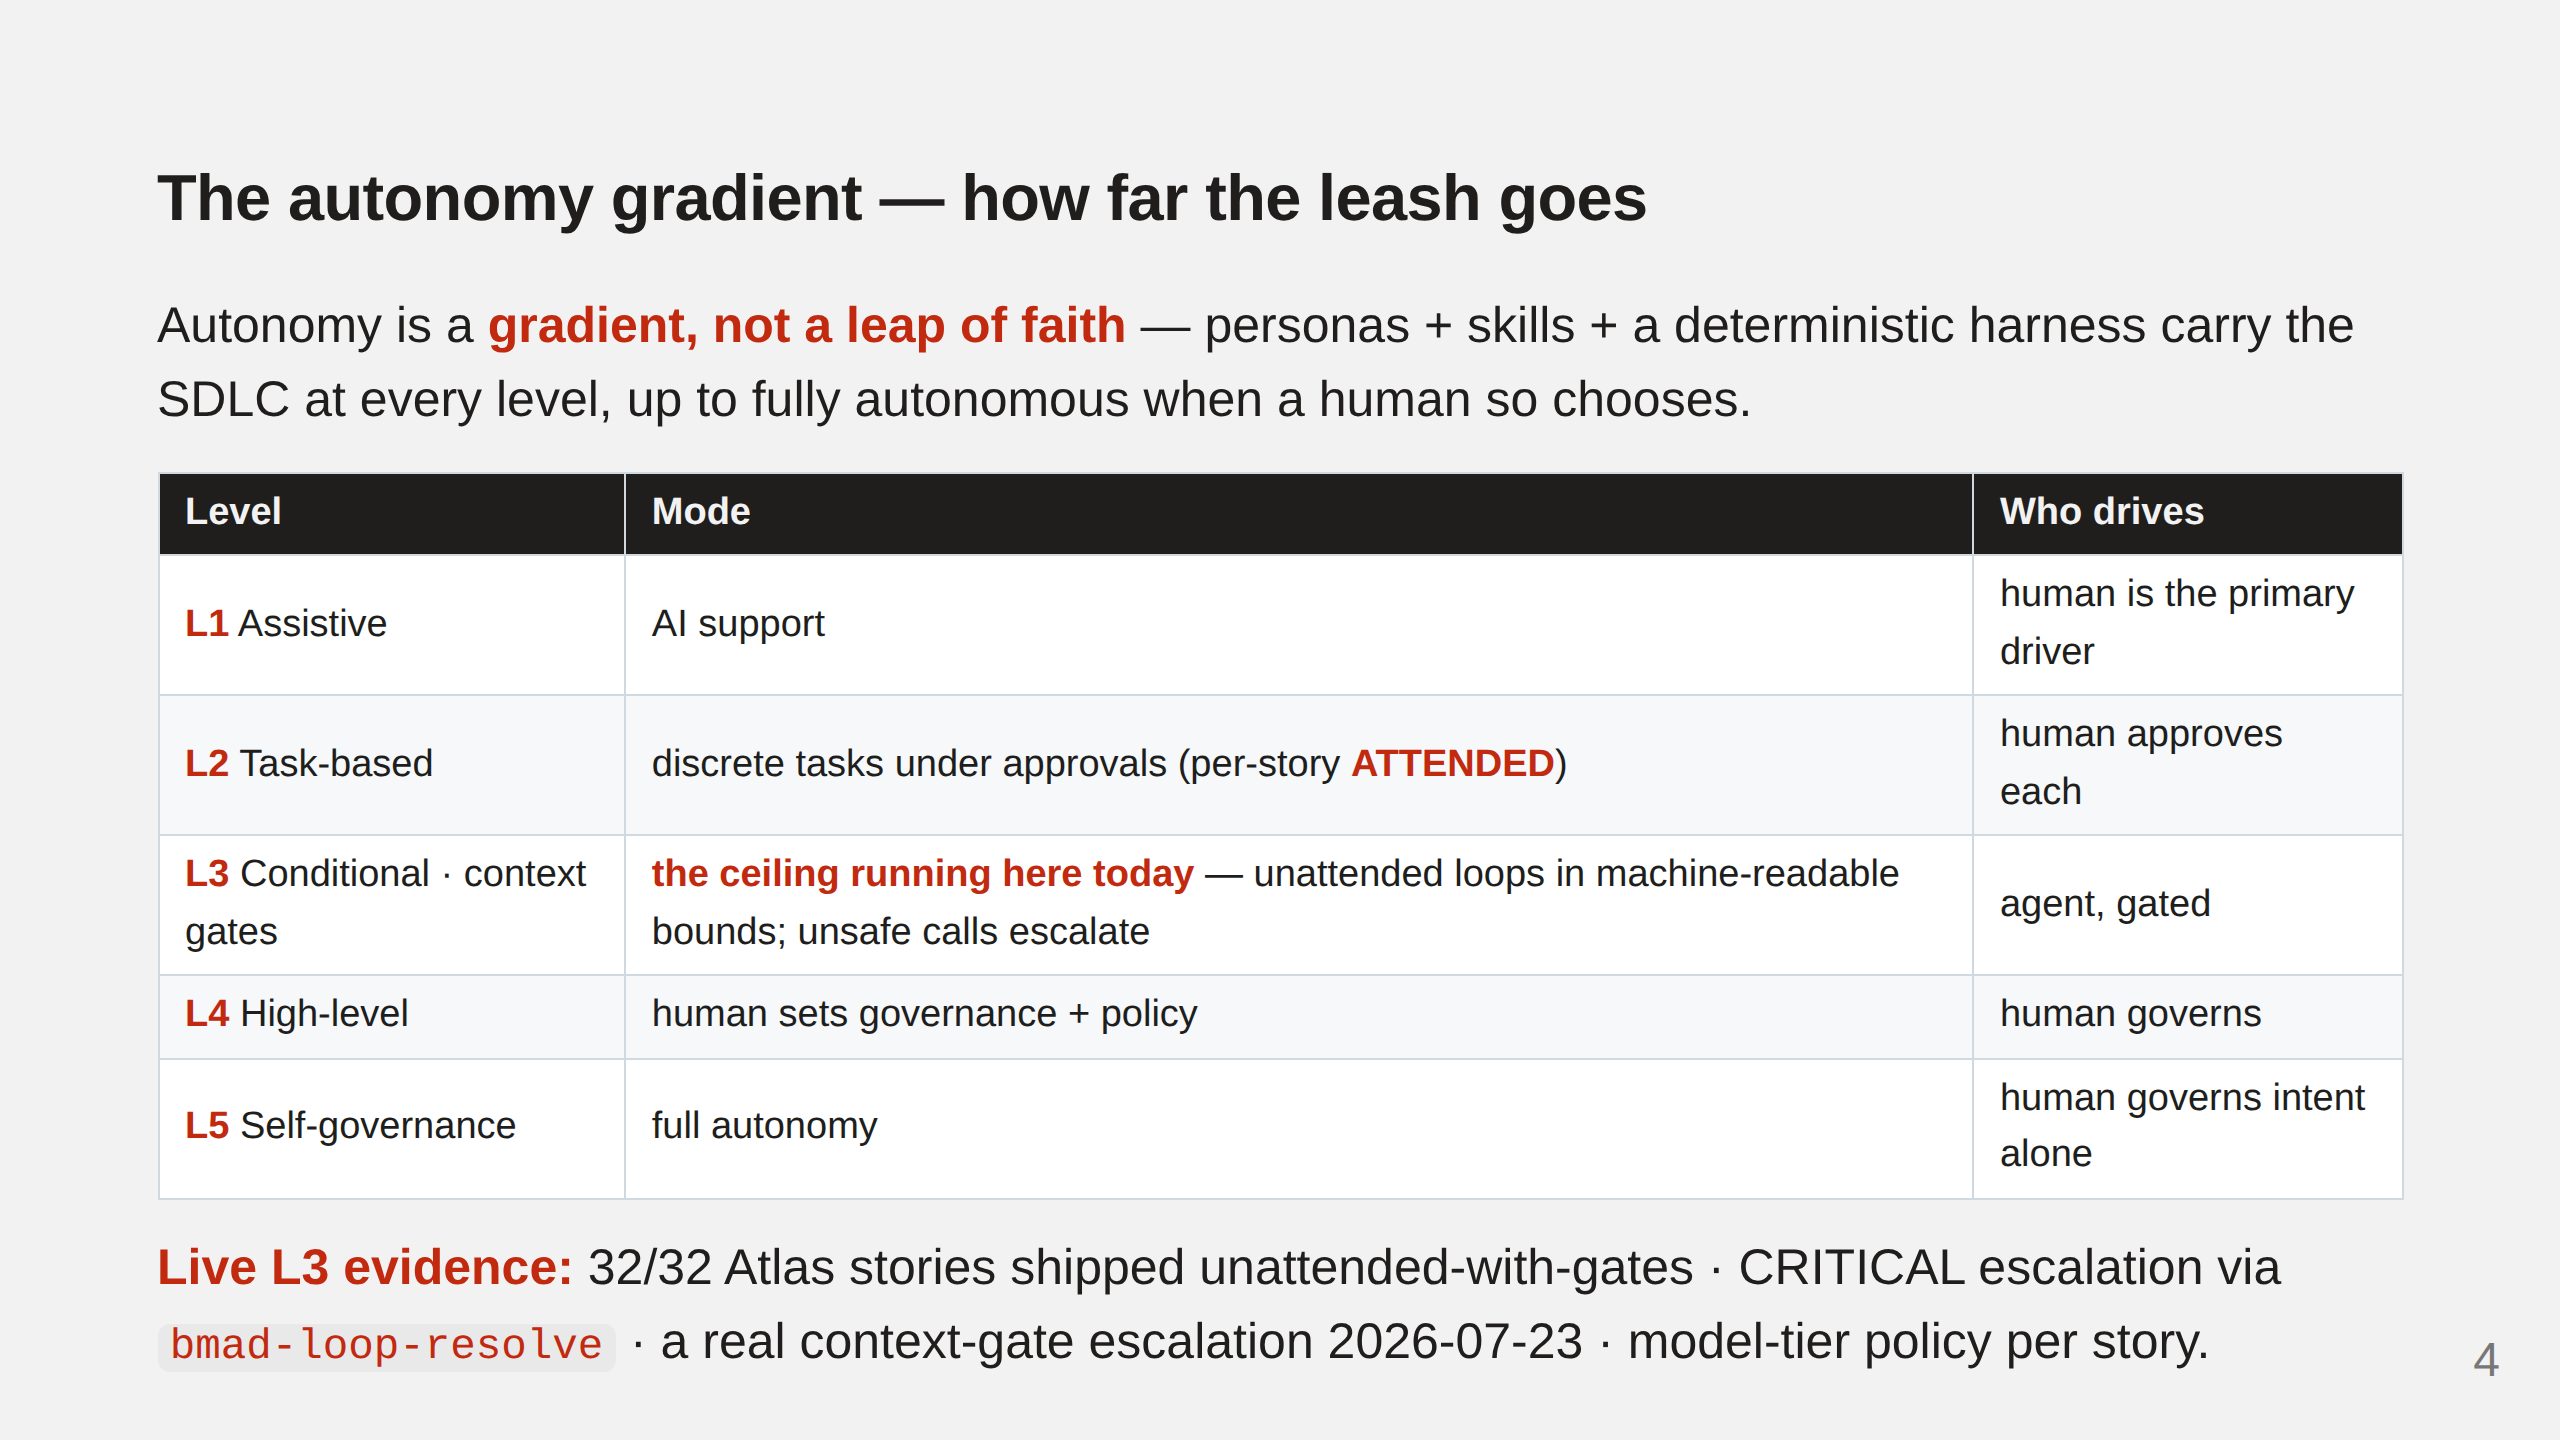 The autonomy gradient — how far the leash goes
Autonomy is a gradient, not a leap of faith — personas + skills + a deterministic harness carry the
SDLC at every level, up to fully autonomous when a human so chooses.
Level
Mode
Who drives
L1 Assistive
AI support
human is the primary
driver
L2 Task-based
discrete tasks under approvals (per-story ATTENDED)
human approves
each
L3 Conditional · context
gates
the ceiling running here today — unattended loops in machine-readable
bounds; unsafe calls escalate
agent, gated
L4 High-level
human sets governance + policy
human governs
L5 Self-governance
full autonomy
human governs intent
alone
Live L3 evidence: 32/32 Atlas stories shipped unattended-with-gates · CRITICAL escalation via
bmad-loop-resolve · a real context-gate escalation 2026-07-23 · model-tier policy per story.
4